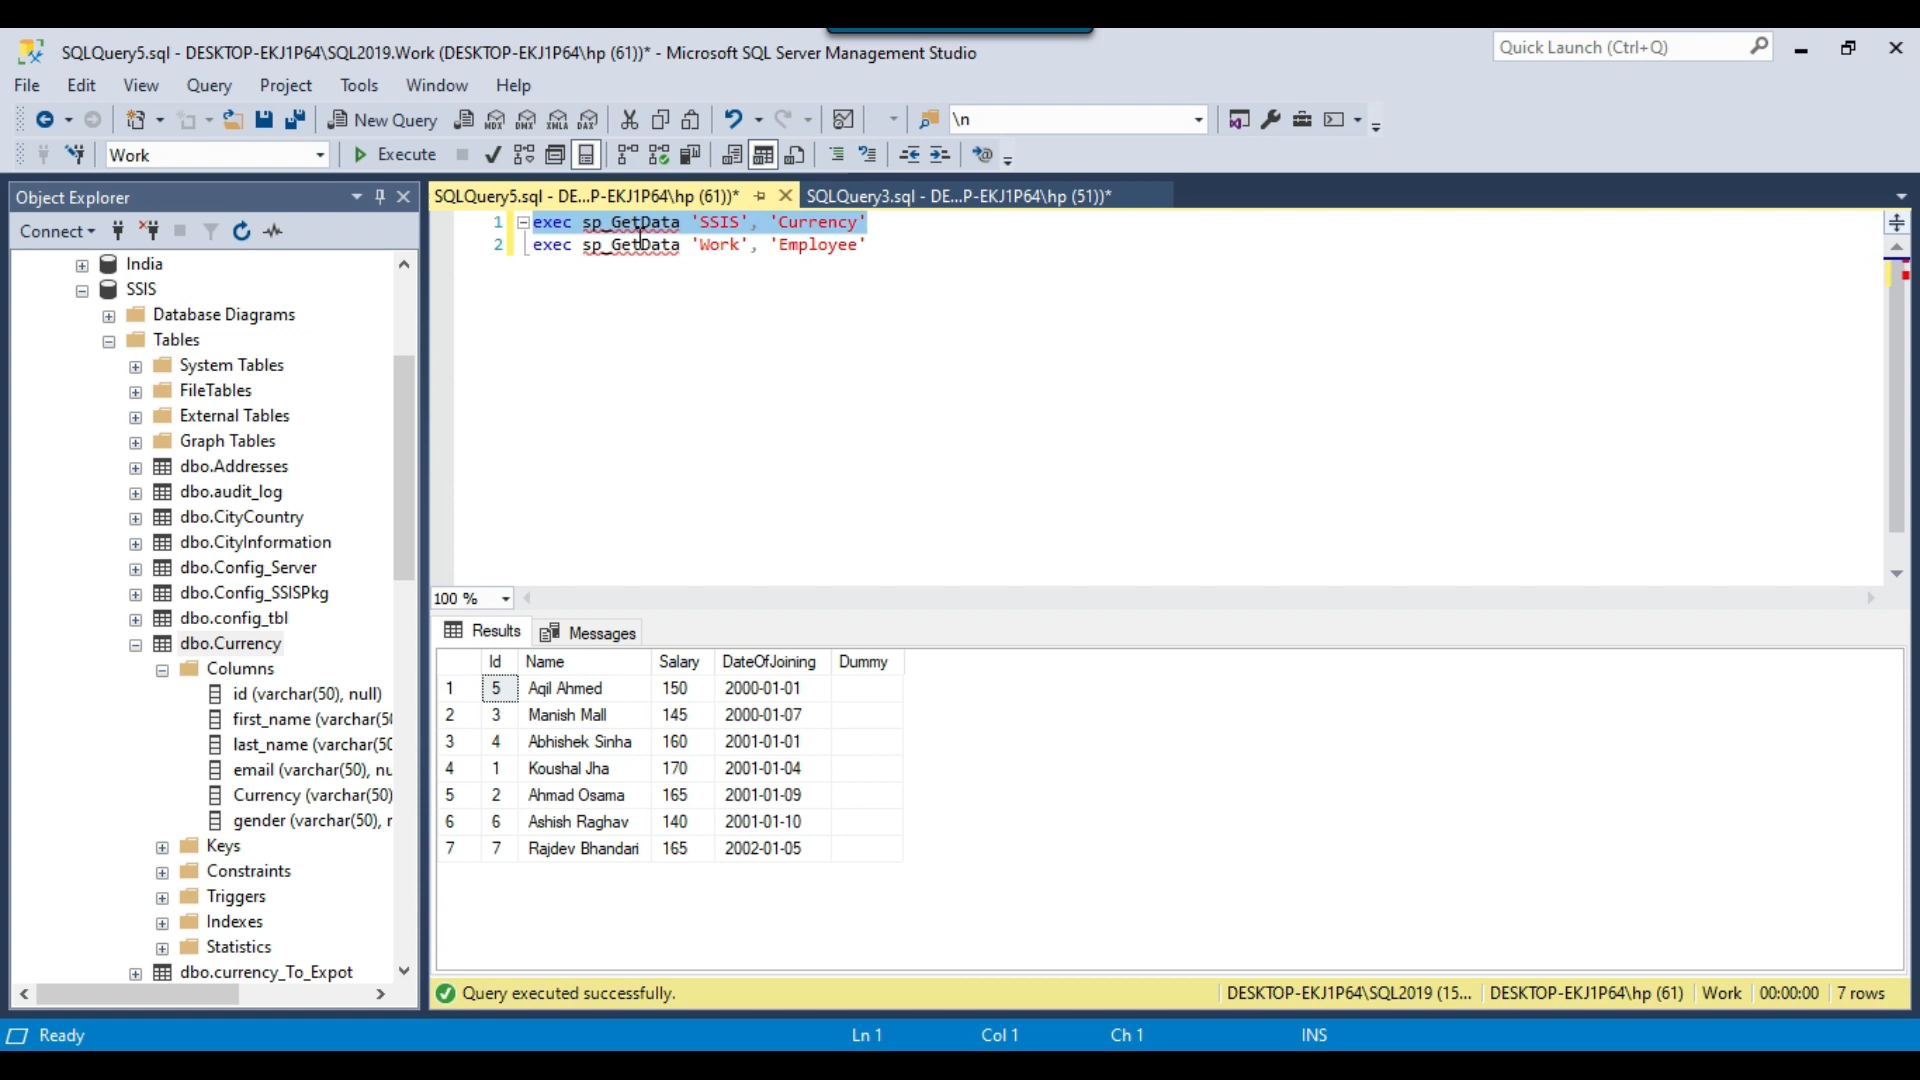 SQLQuery5.sql - DESKTOP-EKJ1P64\SQL2019.Work (DESKTOP-EKJ1P64\hp (61))* - Microsoft SQL Server Management Studio
Quick Launch (Ctrl+Q)
File Edit View Query Project Tools Window Help
New Query MDX DMX XMLA DAX \n
Work Execute
Object Explorer
SQLQuery5.sql - DE...P-EKJ1P64\hp (61))* SQLQuery3.sql - DE...P-EKJ1P64\hp (51))*
Connect
1 exec sp_GetData 'SSIS', 'Currency'
2 exec sp_GetData 'Work', 'Employee'
India
SSIS
Database Diagrams
Tables
System Tables
FileTables
External Tables
Graph Tables
dbo.Addresses
dbo.audit_log
dbo.CityCountry
dbo.CityInformation
dbo.Config_Server
dbo.Config_SSISPkg
dbo.config_tbl
dbo.Currency
Columns
id (varchar(50), null)
first_name (varchar(50
last_name (varchar(50
email (varchar(50), nu
Currency (varchar(50)
gender (varchar(50), r
Keys
Constraints
Triggers
Indexes
Statistics
dbo.currency_To_Expot
100 %
Results Messages
Id Name Salary DateOfJoining Dummy
1 5 Aqil Ahmed 150 2000-01-01
2 3 Manish Mall 145 2000-01-07
3 4 Abhishek Sinha 160 2001-01-01
4 1 Koushal Jha 170 2001-01-04
5 2 Ahmad Osama 165 2001-01-09
6 6 Ashish Raghav 140 2001-01-10
7 7 Rajdev Bhandari 165 2002-01-05
Query executed successfully. DESKTOP-EKJ1P64\SQL2019 (15... DESKTOP-EKJ1P64\hp (61) Work 00:00:00 7 rows
Ready Ln 1 Col 1 Ch 1 INS